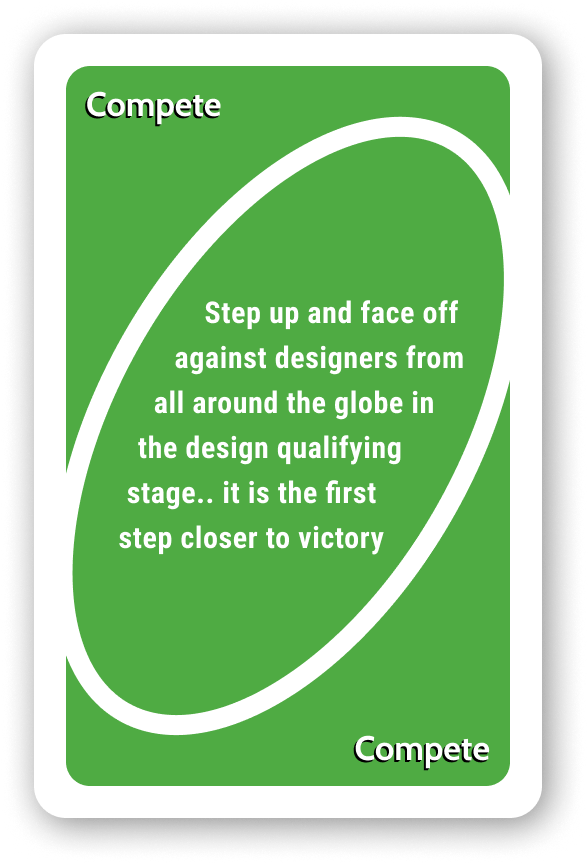 Compete
Step up and face off
against designers from
all around the globe in
the design qualifying
stage.. it is the first
step closer to victory
Compete